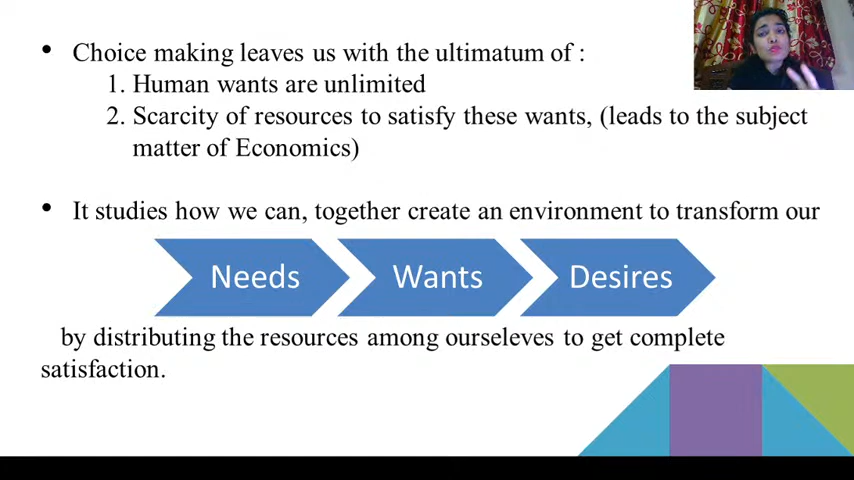 • Choice making leaves us with the ultimatum of :
1. Human wants are unlimited
2. Scarcity of resources to satisfy these wants, (leads to the subject
matter of Economics)
• It studies how we can, together create an environment to transform our
Needs Wants Desires
by distributing the resources among ourseleves to get complete
satisfaction.